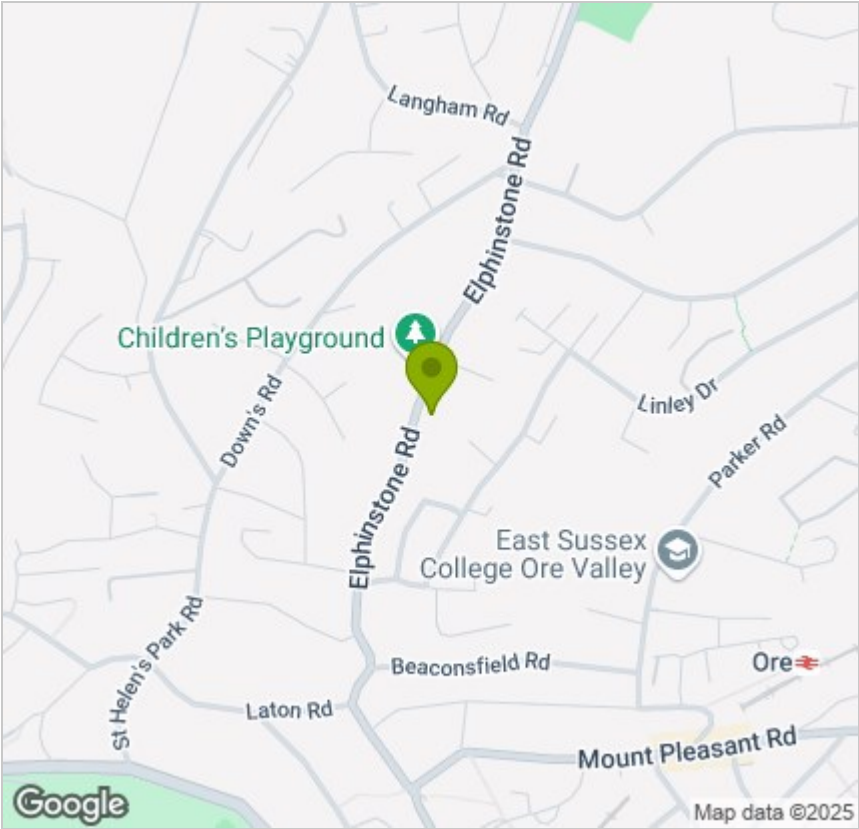 Langham Rd
Elphinstone Rd
Children's Playground
Down's Rd
Linley Dr
Parker Rd
Elphinstone Rd
East Sussex
College Ore Valley
St Helen's Park Rd
Beaconsfield Rd
Ore
Laton Rd
Mount Pleasant Rd
Google
Map data ©2025